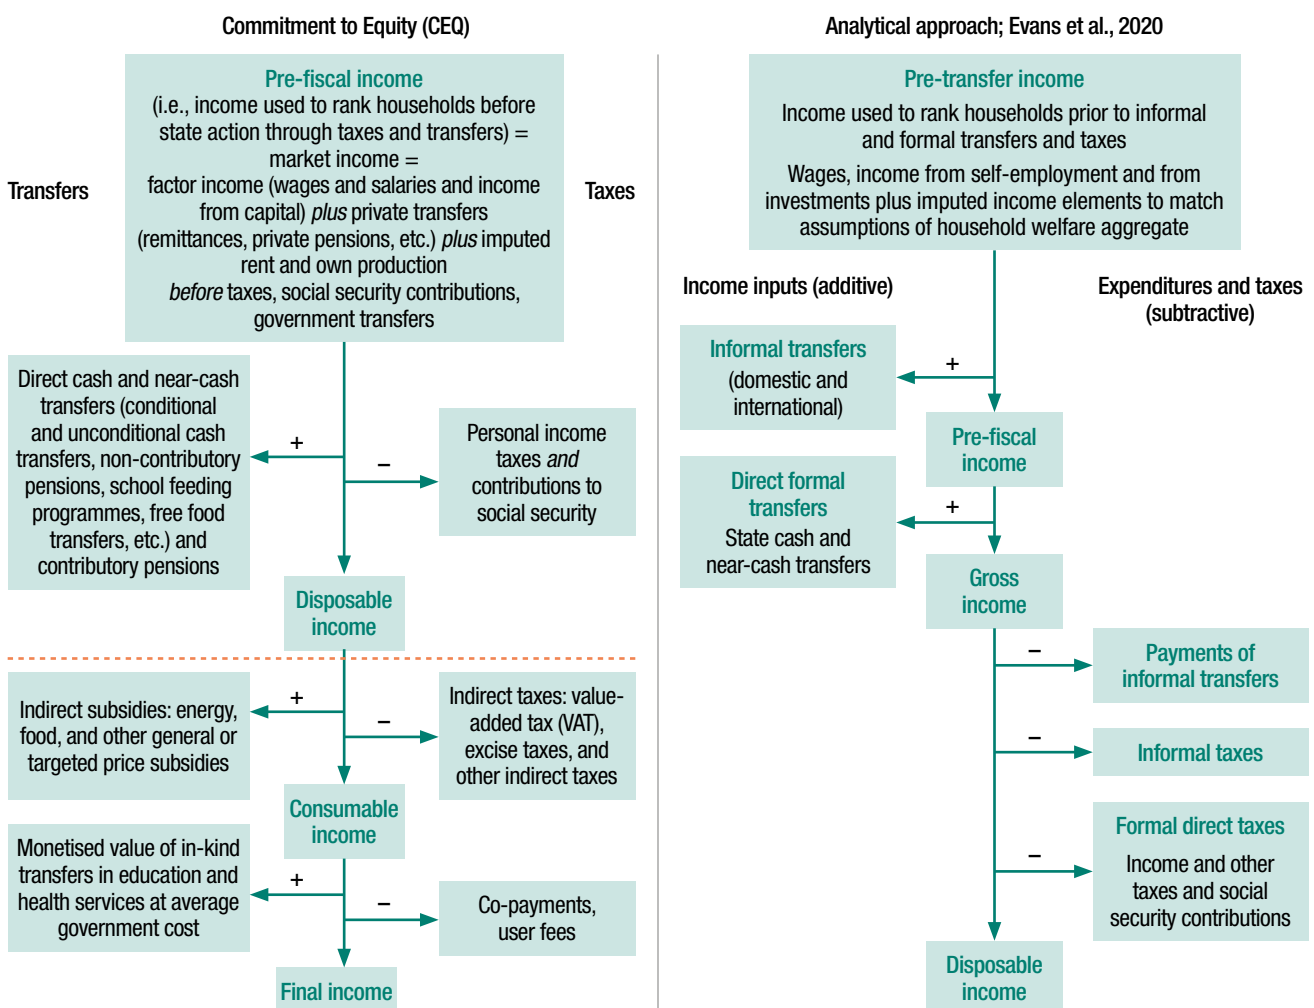 Commitment to Equity (CEQ)
Pre-fiscal income
(i.e., income used to rank households before
state action through taxes and transfers) =
market income =
factor income (wages and salaries and income
from capital) plus private transfers
(remittances, private pensions, etc.) plus imputed
rent and own production
before taxes, social security contributions,
government transfers
Transfers
Taxes
Direct cash and near-cash
transfers (conditional
and unconditional cash
transfers, non-contributory
pensions, school feeding
programmes, free food
transfers, etc.) and
contributory pensions
+
–
Personal income
taxes and
contributions to
social security
Disposable
income
Indirect subsidies: energy,
food, and other general or
targeted price subsidies
+
–
Indirect taxes: value-
added tax (VAT),
excise taxes, and
other indirect taxes
Consumable
income
Monetised value of in-kind
transfers in education and
health services at average
government cost
+
–
Co-payments,
user fees
Final income
Analytical approach; Evans et al., 2020
Pre-transfer income
Income used to rank households prior to informal
and formal transfers and taxes
Wages, income from self-employment and from
investments plus imputed income elements to match
assumptions of household welfare aggregate
Income inputs (additive)
Expenditures and taxes
(subtractive)
Informal transfers
(domestic and
international)
+
Pre-fiscal
income
Direct formal
transfers
State cash and
near-cash transfers
+
Gross
income
–
Payments of
informal transfers
–
Informal taxes
–
Formal direct taxes
Income and other
taxes and social
security contributions
Disposable
income